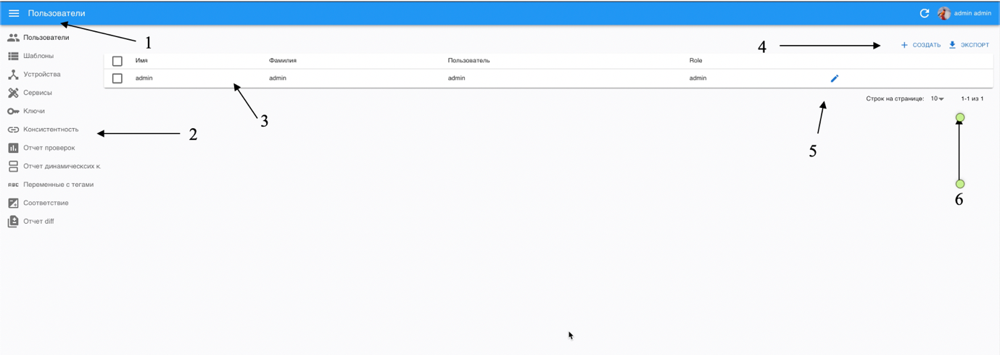 Пользователи
admin admin
1
Пользователи
4
СОЗДАТЬ ЭКСПОРТ
Шаблоны
Имя Фамилия Пользователь Role
Устройства
admin admin admin admin
Сервисы
Строк на странице: 10 1-1 из 1
Ключи
3
Консистентность
2
Отчет проверок
5
Отчет динамических к
Переменные с тегами
6
Соответствие
Отчет diff